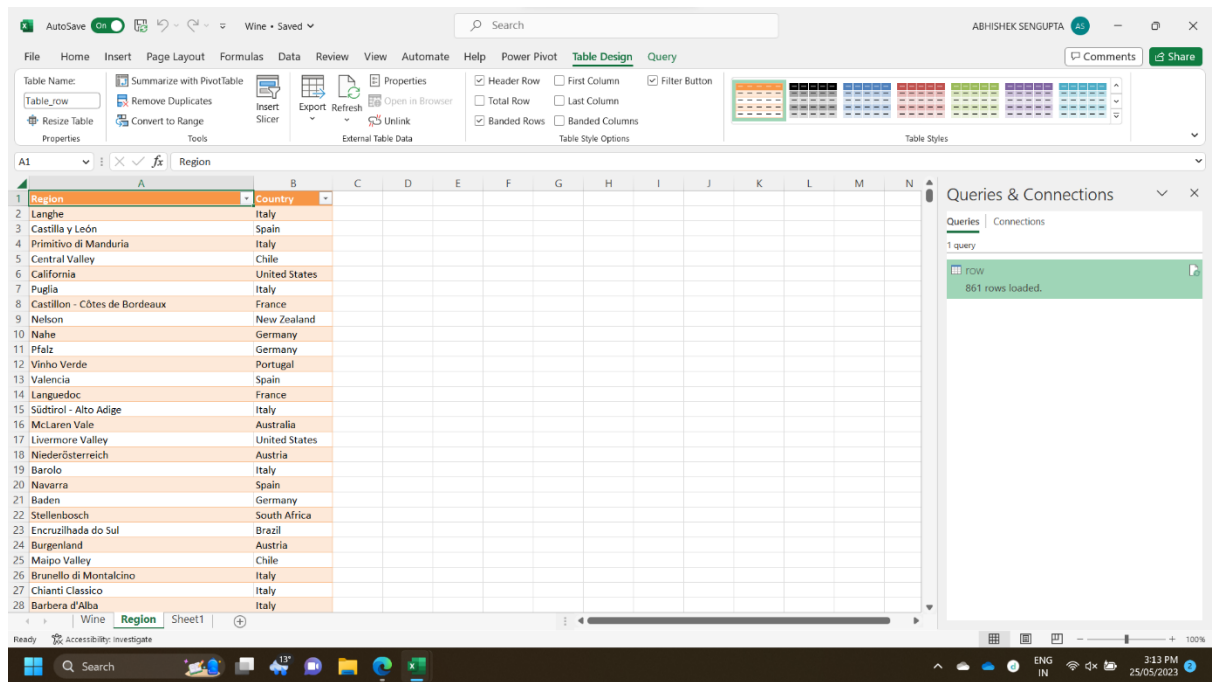 AutoSave On Wine • Saved Search ABHISHEK SENGUPTA AS
File Home Insert Page Layout Formulas Data Review View Automate Help Power Pivot Table Design Query Comments Share
Table Name:
Table_row
Resize Table
Properties
Summarize with PivotTable
Remove Duplicates
Convert to Range
Tools
Insert
Slicer
Export
Refresh
Properties
Open in Browser
Unlink
External Table Data
Header Row First Column Filter Button
Total Row Last Column
Banded Rows Banded Columns
Table Style Options
Table Styles
A1 fx Region
A B C D E F G H I J K L M N
1 Region Country
2 Langhe Italy
3 Castilla y León Spain
4 Primitivo di Manduria Italy
5 Central Valley Chile
6 California United States
7 Puglia Italy
8 Castillon - Côtes de Bordeaux France
9 Nelson New Zealand
10 Nahe Germany
11 Pfalz Germany
12 Vinho Verde Portugal
13 Valencia Spain
14 Languedoc France
15 Südtirol - Alto Adige Italy
16 McLaren Vale Australia
17 Livermore Valley United States
18 Niederösterreich Austria
19 Barolo Italy
20 Navarra Spain
21 Baden Germany
22 Stellenbosch South Africa
23 Encruzilhada do Sul Brazil
24 Burgenland Austria
25 Maipo Valley Chile
26 Brunello di Montalcino Italy
27 Chianti Classico Italy
28 Barbera d'Alba Italy
Queries & Connections
Queries Connections
1 query
row
861 rows loaded.
Wine Region Sheet1
Ready Accessibility: Investigate 100%
Search 13° ENG 3:13 PM
IN 25/05/2023 2